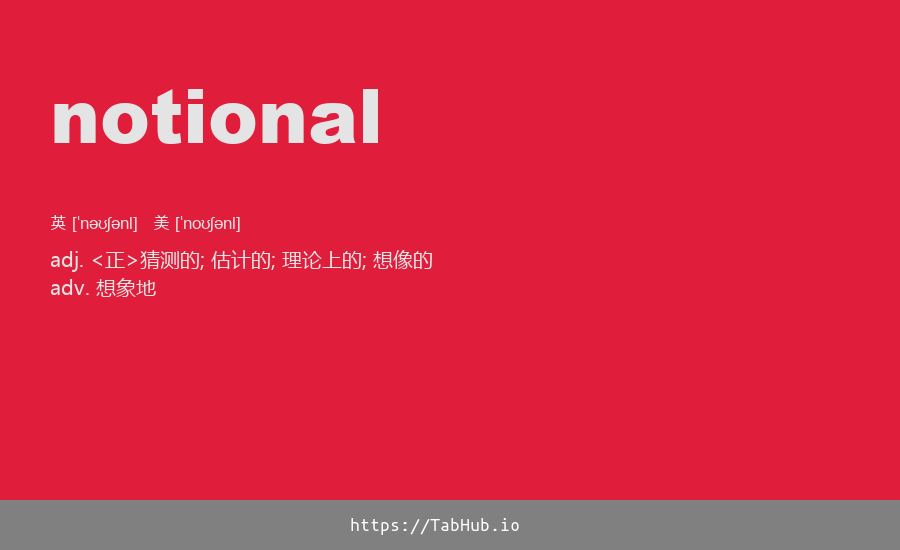 notional
英 [ˈnəʊʃənl] 美 [ˈnoʊʃənl]
adj. <正>猜测的; 估计的; 理论上的; 想像的
adv. 想象地
https://TabHub.io